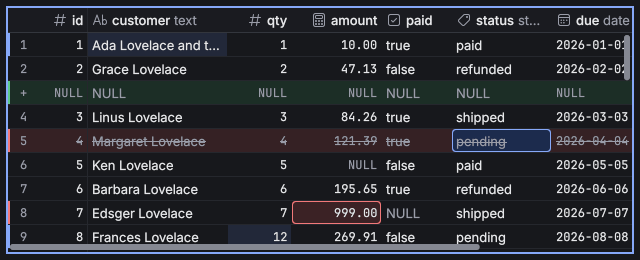 # id Ab customer text # qty amount paid status st... due date
1 1 Ada Lovelace and t... 1 10.00 true paid 2026-01-01
2 2 Grace Lovelace 2 47.13 false refunded 2026-02-02
+ NULL NULL NULL NULL NULL NULL NULL
4 3 Linus Lovelace 3 84.26 true shipped 2026-03-03
5 4 Margaret Lovelace 4 121.39 true pending 2026-04-04
6 5 Ken Lovelace 5 NULL false paid 2026-05-05
7 6 Barbara Lovelace 6 195.65 true refunded 2026-06-06
8 7 Edsger Lovelace 7 999.00 NULL shipped 2026-07-07
9 8 Frances Lovelace 12 269.91 false pending 2026-08-08